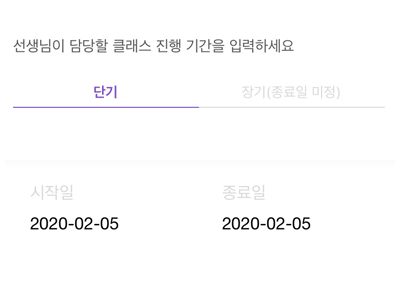 선생님이 담당할 클래스 진행 기간을 입력하세요
단기 장기(종료일 미정)
시작일 종료일
2020-02-05 2020-02-05